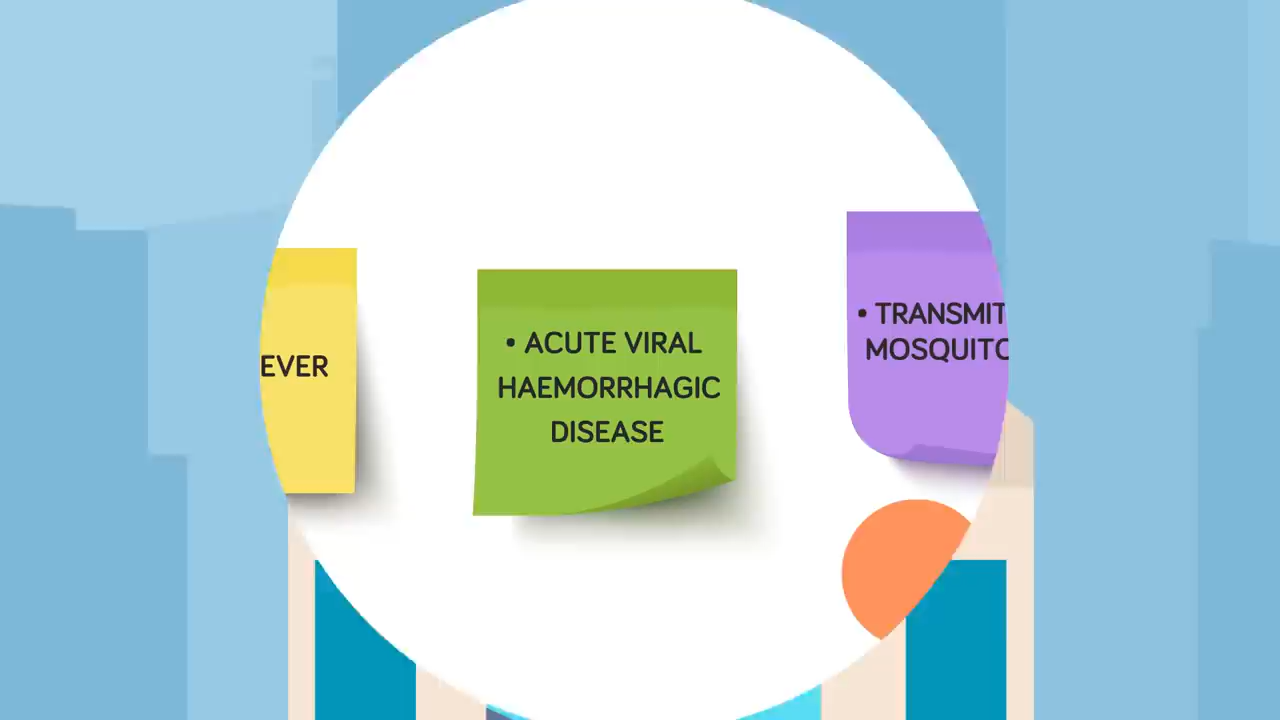 EVER
• ACUTE VIRAL
HAEMORRHAGIC
DISEASE
• TRANSMIT
MOSQUITO